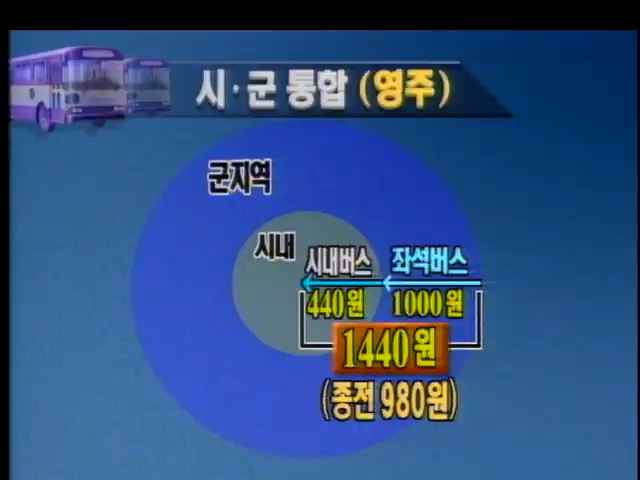 시·군 통합 (영주)
군지역
시내
시내버스 좌석버스
440원 1000원
1440원
(종전 980원)